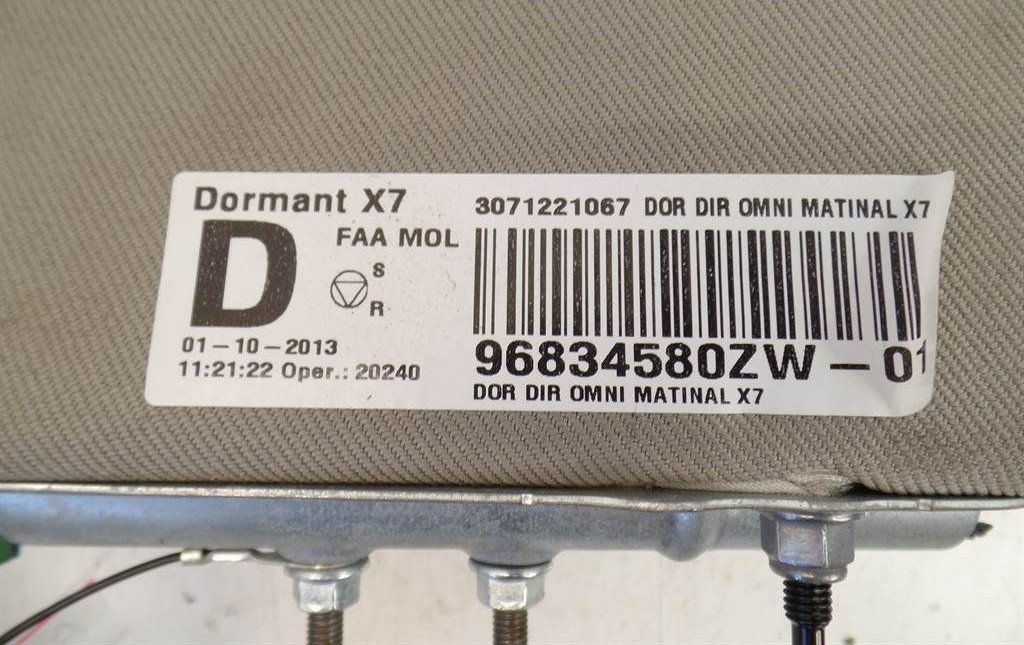 Dormant X7
3071221067 DOR DIR OMNI MATINAL X7
D
FAA MOL
S
R
01-10-2013
11:21:22 Oper.: 20240
96834580ZW-01
DOR DIR OMNI MATINAL X7